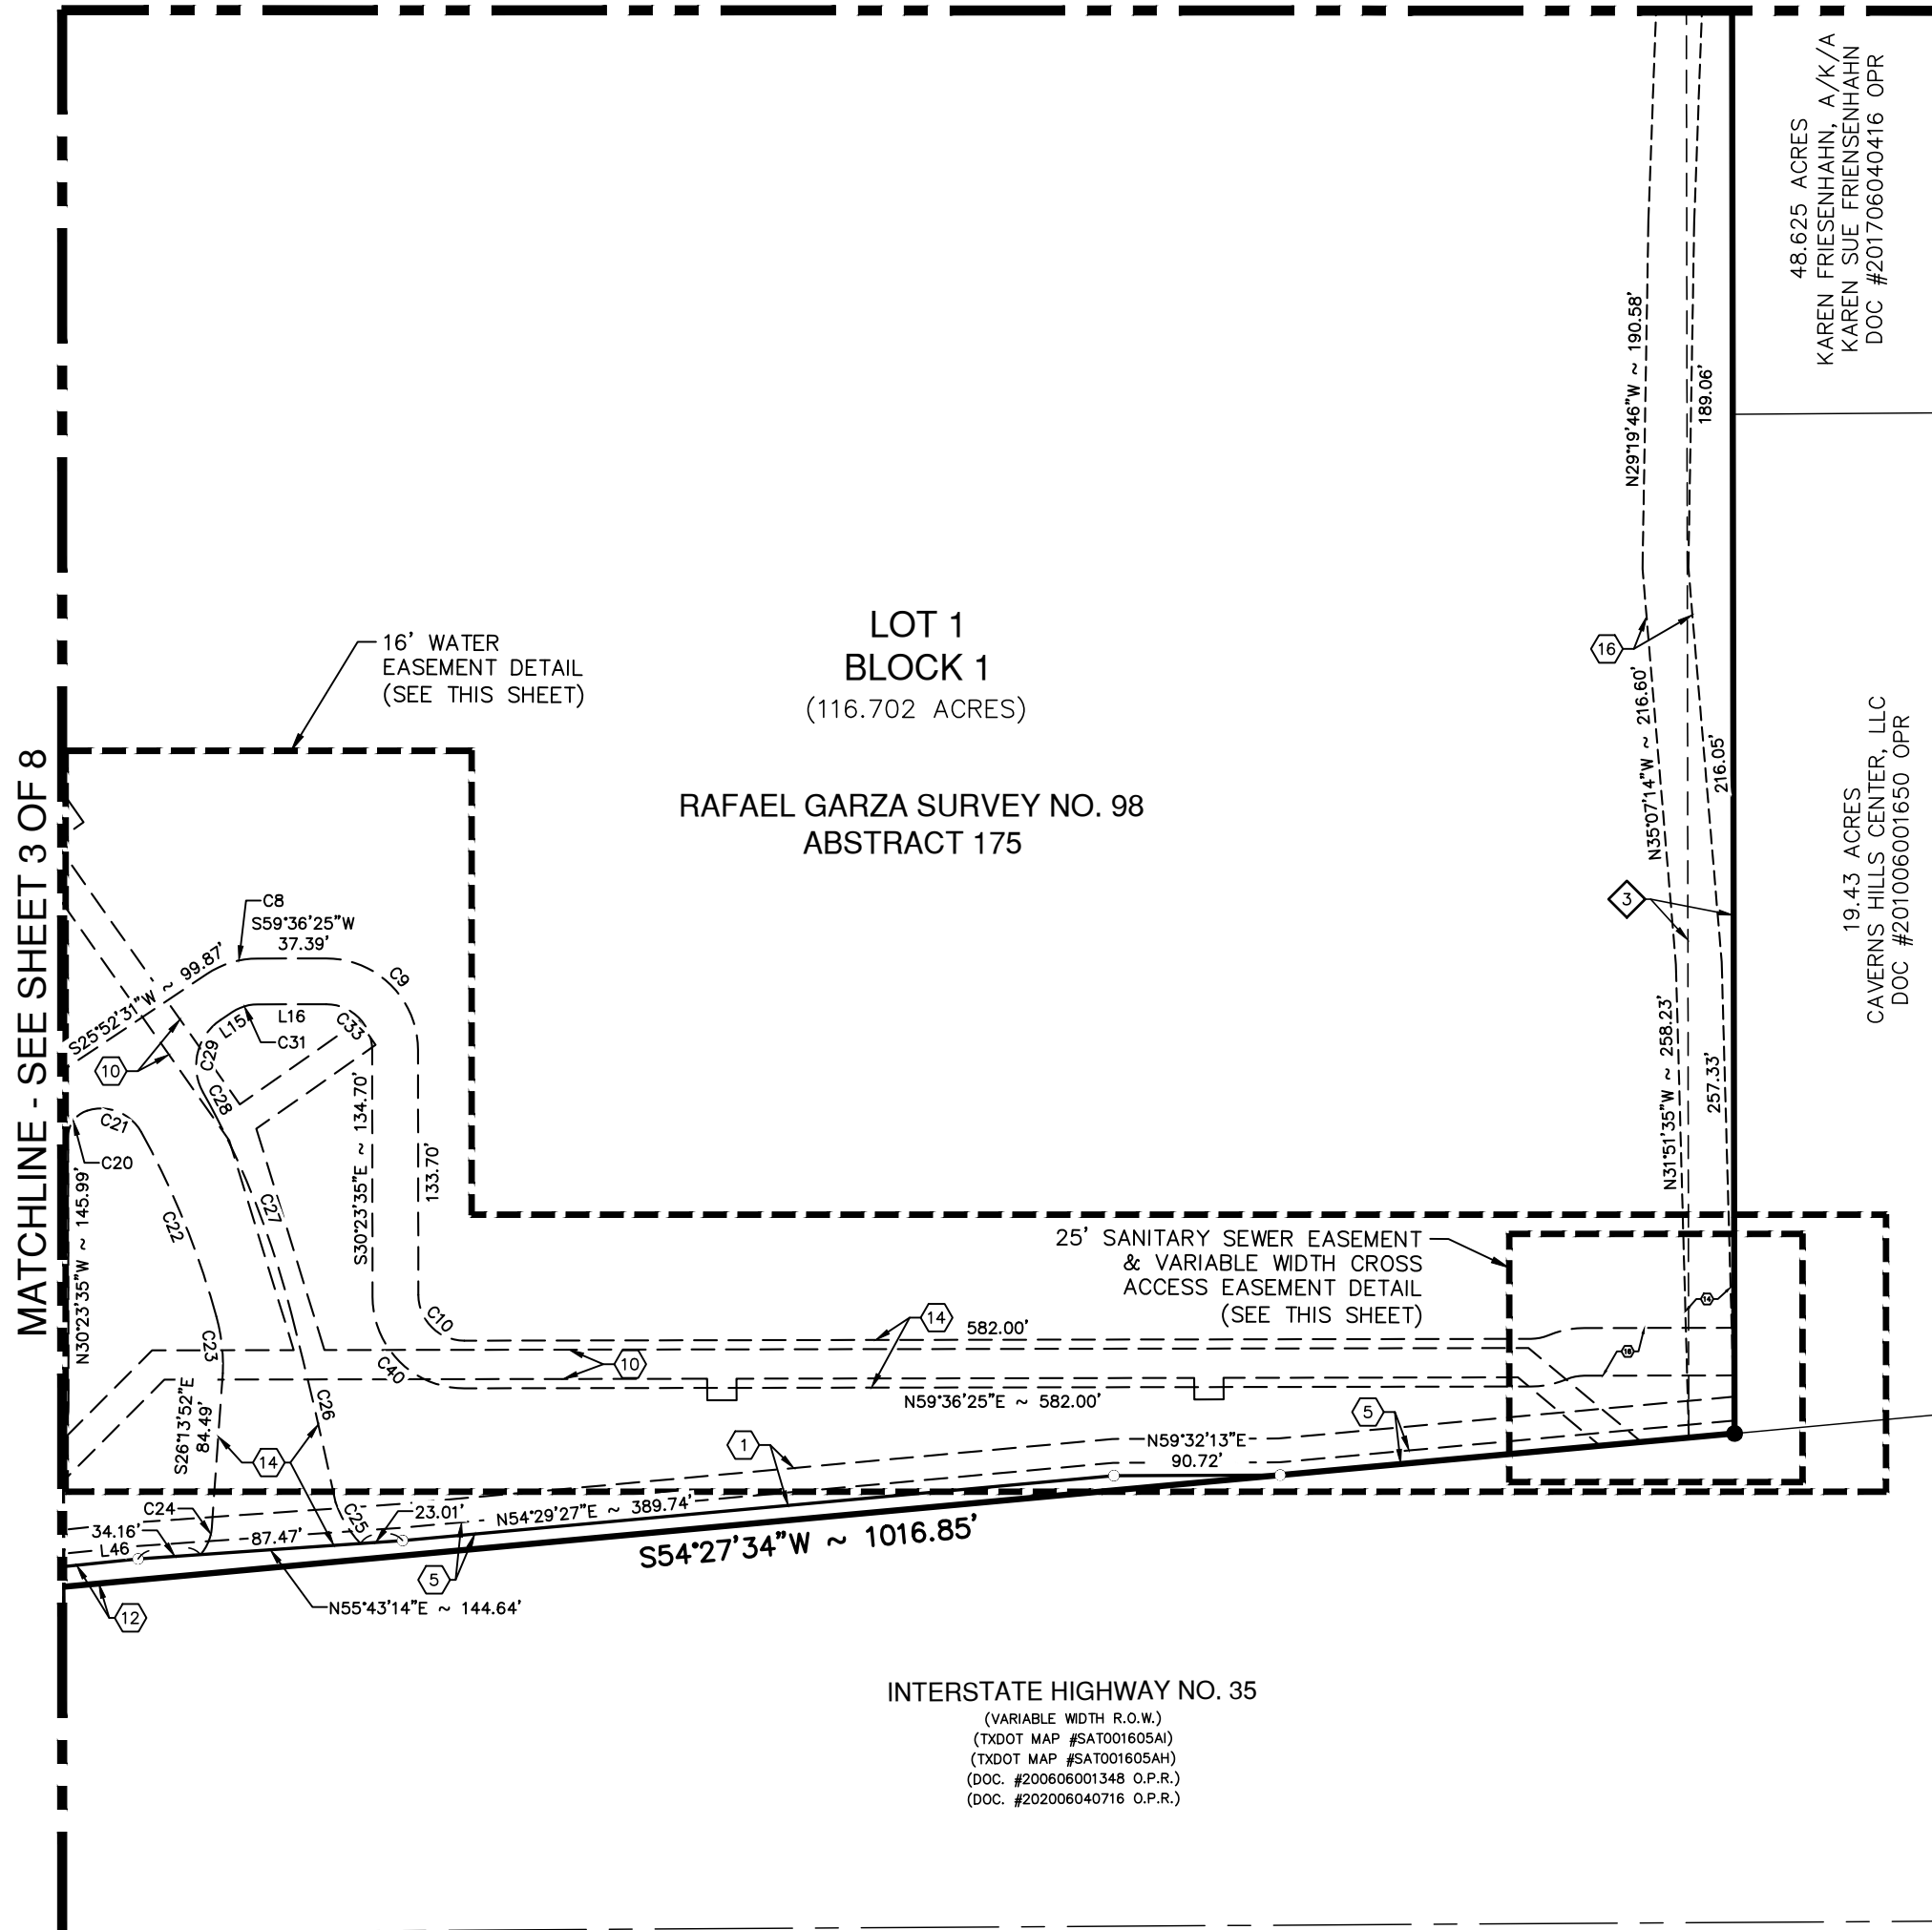 48.625 ACRES
KAREN FRIESENHAHN, A/K/A
KAREN SUE FRIENSENHAHN
DOC #201706040416 OPR
N29°19'46"W ~ 190.58'
189.06'
LOT 1
BLOCK 1
(116.702 ACRES)
16' WATER
EASEMENT DETAIL
(SEE THIS SHEET)
16
N35°07'14"W ~ 216.60'
216.05'
RAFAEL GARZA SURVEY NO. 98
ABSTRACT 175
MATCHLINE - SEE SHEET 3 OF 8
19.43 ACRES
CAVERNS HILLS CENTER, LLC
DOC #201006001650 OPR
3
C8
S59°36'25"W
37.39'
S25°52'31"W ~ 99.87'
C9
L15
L16
C31
C33
C29
C28
10
C21
C20
N30°23'35"W ~ 145.99'
C22
C27
S30°23'35"E ~ 134.70'
133.70'
N31°51'35"W ~ 258.23'
257.33'
25' SANITARY SEWER EASEMENT
& VARIABLE WIDTH CROSS
ACCESS EASEMENT DETAIL
(SEE THIS SHEET)
14
C10
14
582.00'
C23
C40
10
16
S26°13'52"E
84.49'
C26
N59°36'25"E ~ 582.00'
5
1
N59°32'13"E
90.72'
14
C24
C25
23.01'
N54°29'27"E ~ 389.74'
34.16'
L46
87.47'
S54°27'34"W ~ 1016.85'
5
N55°43'14"E ~ 144.64'
12
INTERSTATE HIGHWAY NO. 35
(VARIABLE WIDTH R.O.W.)
(TXDOT MAP #SAT001605AI)
(TXDOT MAP #SAT001605AH)
(DOC. #200606001348 O.P.R.)
(DOC. #202006040716 O.P.R.)